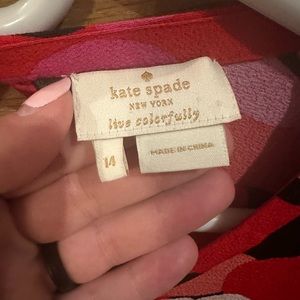 kate spade
NEW YORK
live colorfully
14
MADE IN CHINA